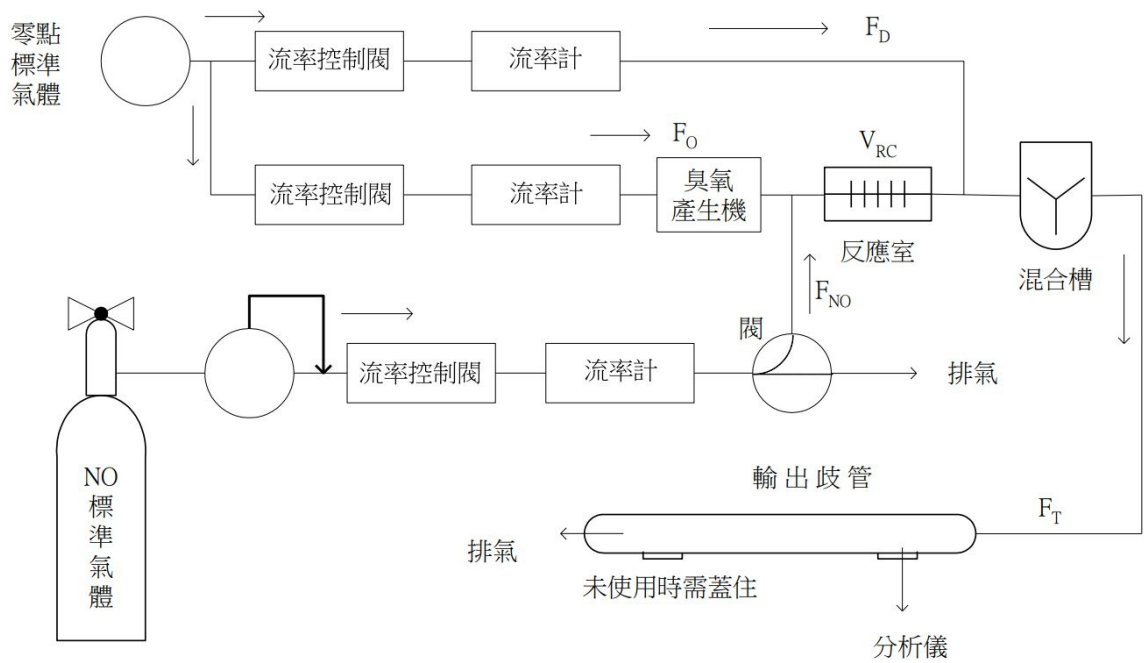 零點
標準
氣體
流率控制閥
流率計
F_D
流率控制閥
流率計
F_O
臭氧
產生機
V_RC
反應室
混合槽
F_NO
閥
流率控制閥
流率計
排氣
NO
標
準
氣
體
輸出歧管
F_T
排氣
未使用時需蓋住
分析儀